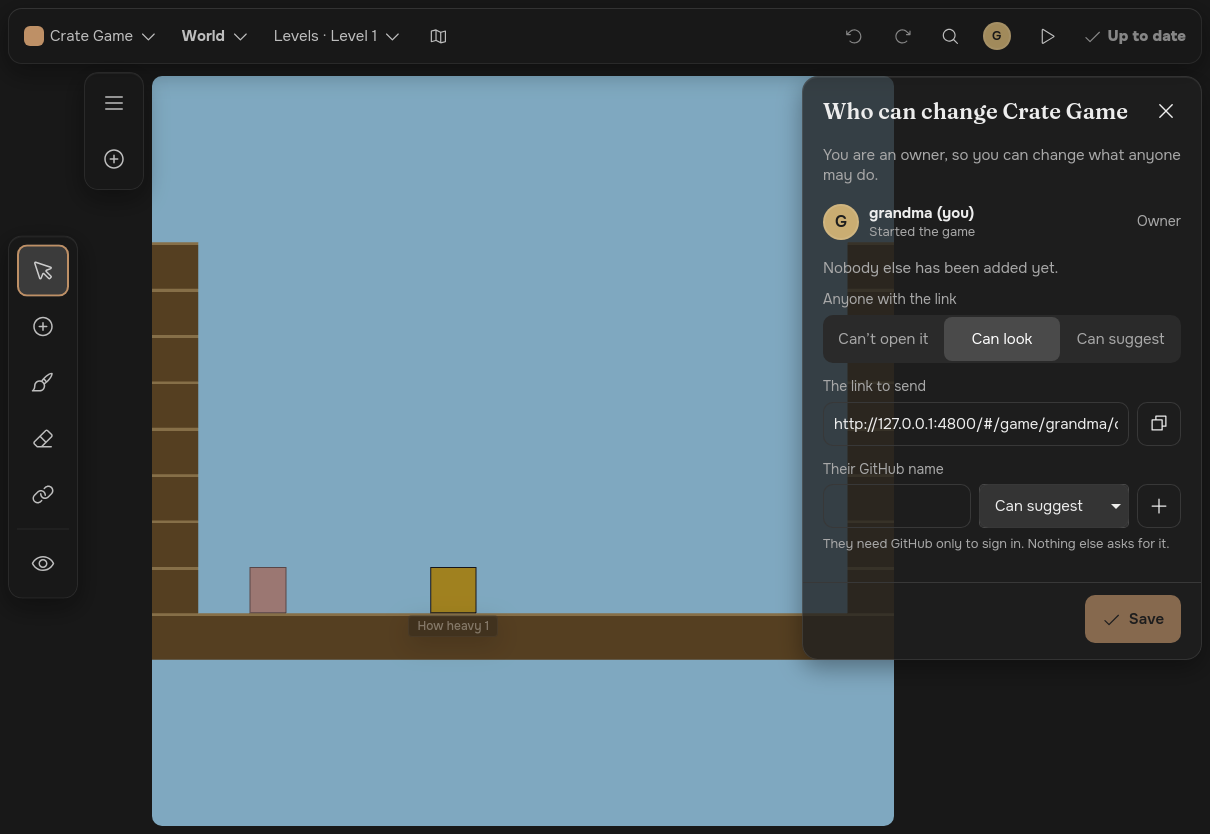 Crate Game
World
Levels · Level 1
G
Up to date
Who can change Crate Game
You are an owner, so you can change what anyone
may do.
G
grandma (you)
Started the game
Owner
Nobody else has been added yet.
Anyone with the link
Can't open it
Can look
Can suggest
The link to send
http://127.0.0.1:4800/#/game/grandma/c
Their GitHub name
Can suggest
They need GitHub only to sign in. Nothing else asks for it.
Save
How heavy 1